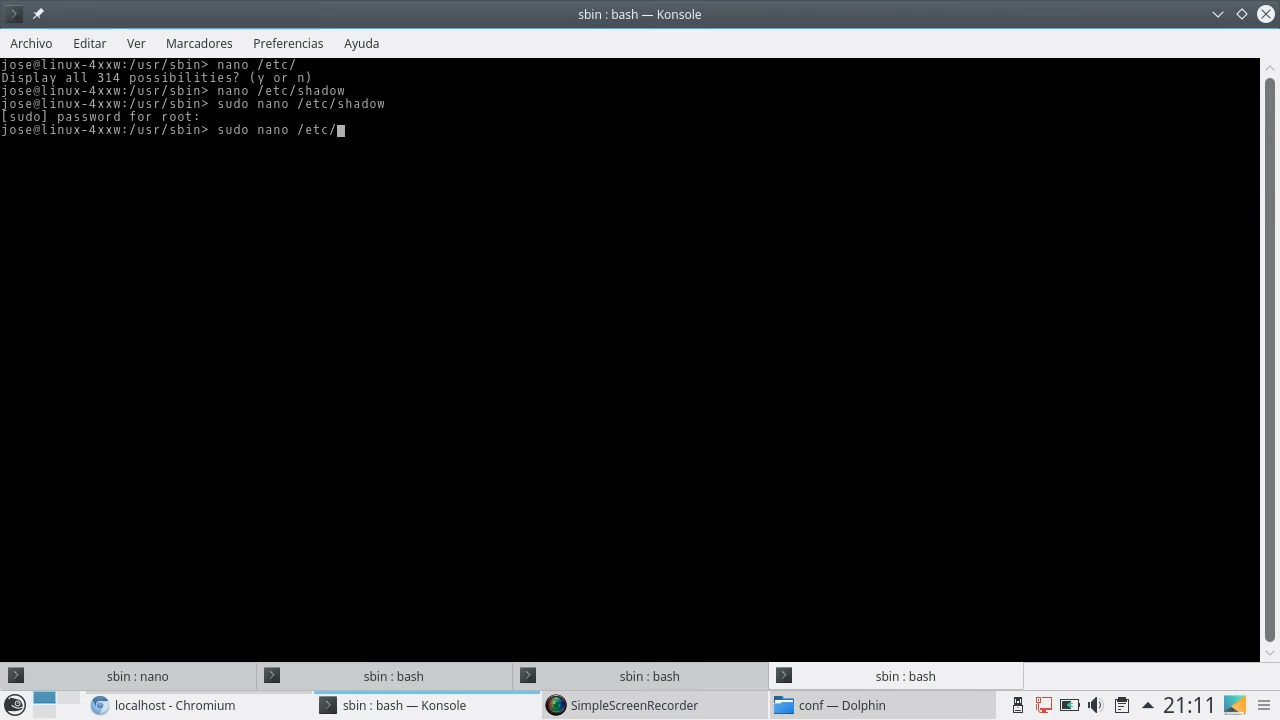 sbin : bash — Konsole
Archivo Editar Ver Marcadores Preferencias Ayuda
jose@linux-4xxw:/usr/sbin> nano /etc/
Display all 314 possibilities? (y or n)
jose@linux-4xxw:/usr/sbin> nano /etc/shadow
jose@linux-4xxw:/usr/sbin> sudo nano /etc/shadow
[sudo] password for root:
jose@linux-4xxw:/usr/sbin> sudo nano /etc/
sbin : nano sbin : bash sbin : bash sbin : bash
localhost - Chromium sbin : bash — Konsole SimpleScreenRecorder conf — Dolphin 21:11